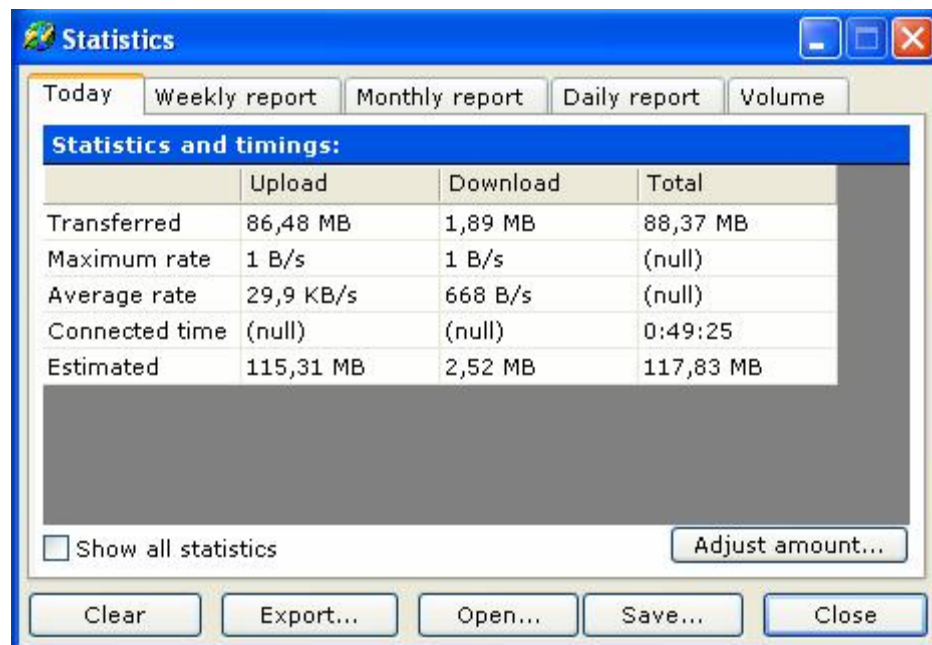 Statistics
Today Weekly report Monthly report Daily report Volume
Statistics and timings:
Upload Download Total
Transferred 86,48 MB 1,89 MB 88,37 MB
Maximum rate 1 B/s 1 B/s (null)
Average rate 29,9 KB/s 668 B/s (null)
Connected time (null) (null) 0:49:25
Estimated 115,31 MB 2,52 MB 117,83 MB
Show all statistics Adjust amount...
Clear Export... Open... Save... Close